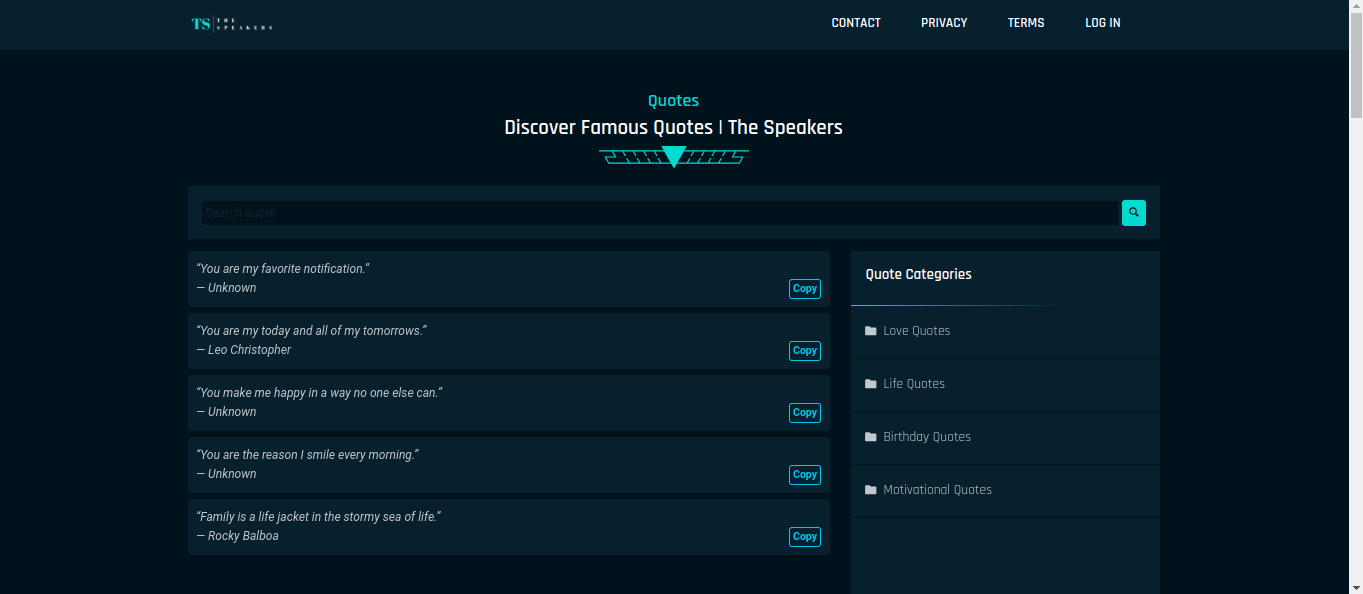 TS THE
SPEAKERS
CONTACT PRIVACY TERMS LOG IN
Quotes
Discover Famous Quotes | The Speakers
Search quote
“You are my favorite notification.”
— Unknown
Copy
“You are my today and all of my tomorrows.”
— Leo Christopher
Copy
“You make me happy in a way no one else can.”
— Unknown
Copy
“You are the reason I smile every morning.”
— Unknown
Copy
“Family is a life jacket in the stormy sea of life.”
— Rocky Balboa
Copy
Quote Categories
Love Quotes
Life Quotes
Birthday Quotes
Motivational Quotes